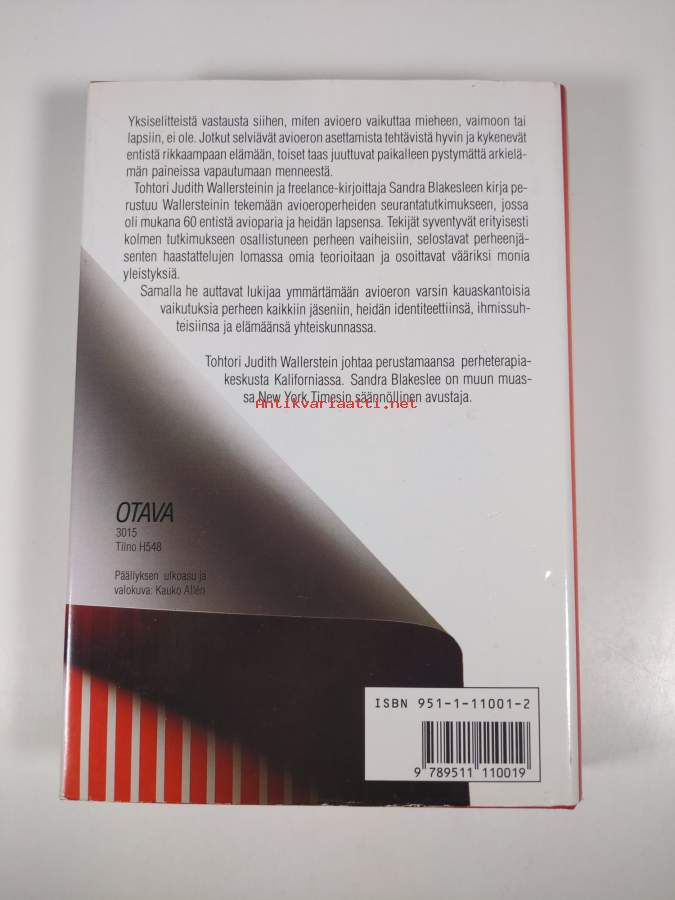 Yksiselitteistä vastausta siihen, miten avioero vaikuttaa mieheen, vaimoon tai
lapsiin, ei ole. Jotkut selviävät avioeron asettamista tehtävistä hyvin ja kykenevät
entistä rikkaampaan elämään, toiset taas juuttuvat paikalleen pystymättä arkielä-
män paineissa vapautumaan menneestä.
Tohtori Judith Wallersteinin ja freelance-kirjoittaja Sandra Blakesleen kirja pe-
rustuu Wallersteinin tekemään avioeroperheiden seurantatutkimukseen, jossa
oli mukana 60 entistä avioparia ja heidän lapsensa. Tekijät syventyvät erityisesti
kolmen tutkimukseen osallistuneen perheen vaiheisiin, selostavat perheenjä-
senten haastattelujen lomassa omia teorioitaan ja osoittavat vääriksi monia
yleistyksiä.
Samalla he auttavat lukijaa ymmärtämään avioeron varsin kauaskantoisia
vaikutuksia perheen kaikkiin jäseniin, heidän identiteettiinsä, ihmissuh-
teisiinsa ja elämäänsä yhteiskunnassa.
Tohtori Judith Wallerstein johtaa perustamaansa perheterapia-
keskusta Kaliforniassa. Sandra Blakeslee on muun muas-
sa New York Timesin säännöllinen avustaja.
Antikvariaatti.net
OTAVA
3015
Tiino H548
Päällyksen ulkoasu ja
valokuva: Kauko Allén
ISBN 951-1-11001-2
9 789511 110019